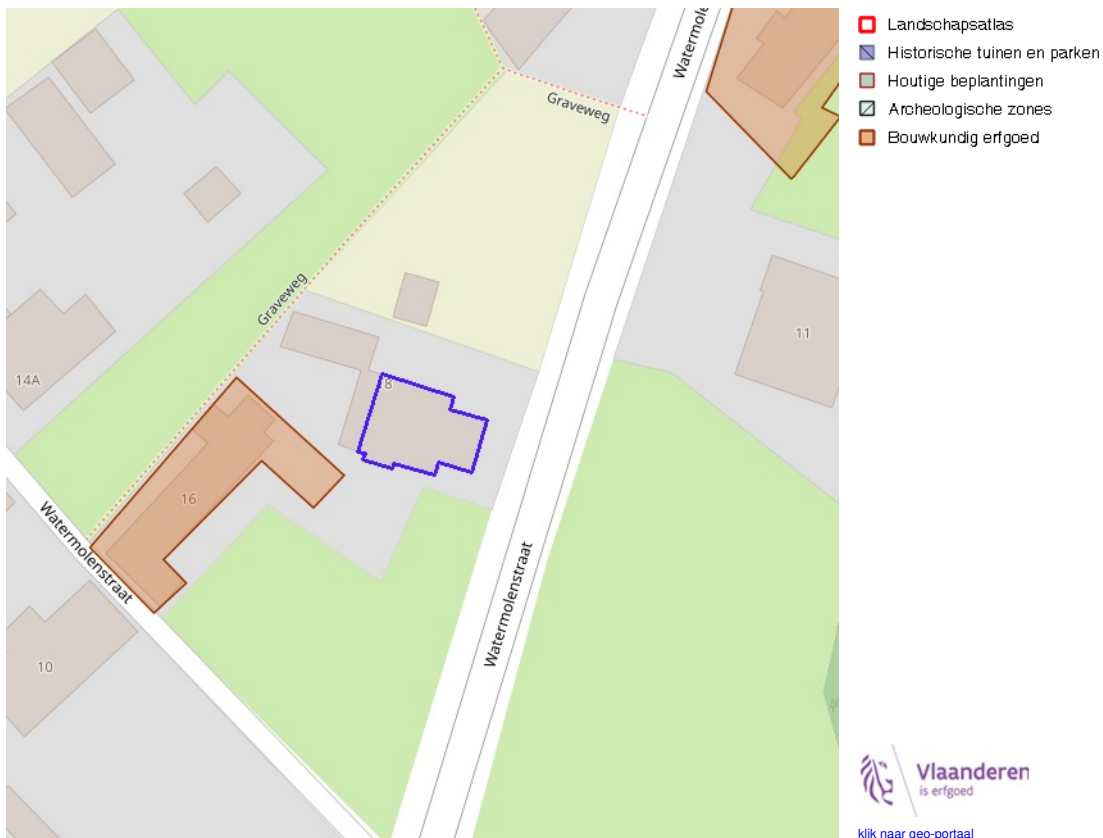 Landschapsatlas
Historische tuinen en parken
Houtige beplantingen
Archeologische zones
Bouwkundig erfgoed
Graveweg
Graveweg
14A
8
11
16
Watermolenstraat
10
Watermolenstraat
Vlaanderen
is erfgoed
klik naar geo-portaal